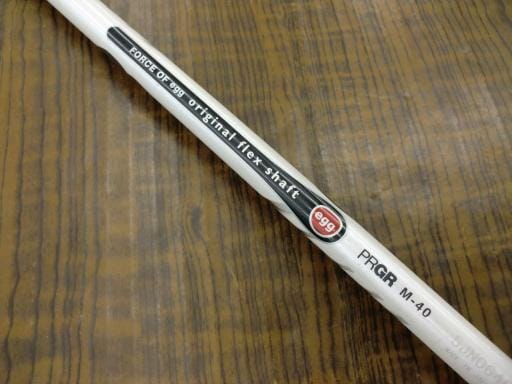 FORCE OF egg original flex shaft
egg
PRGR M-40